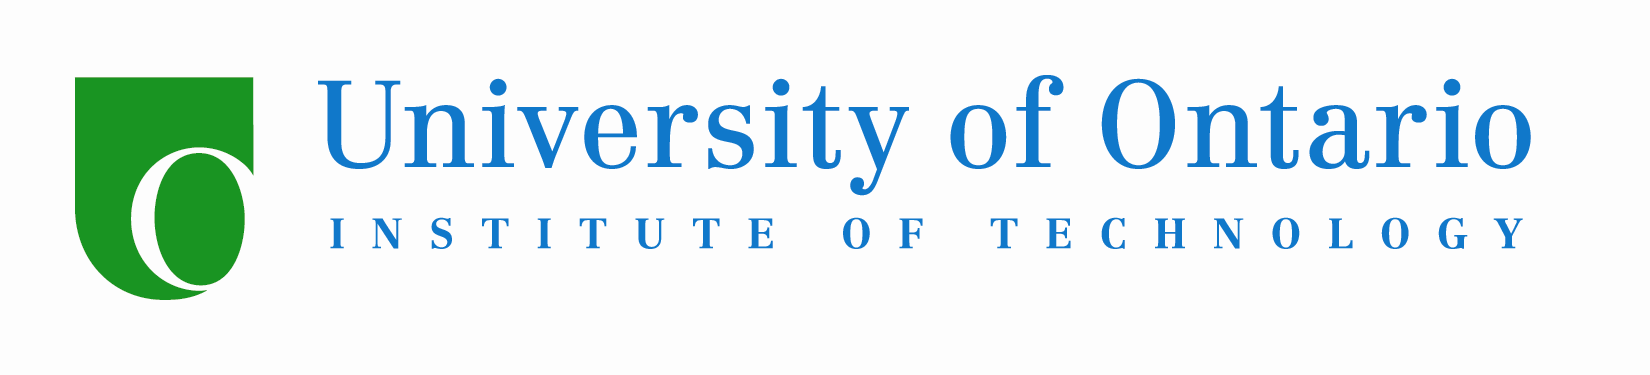 University of Ontario
INSTITUTE OF TECHNOLOGY